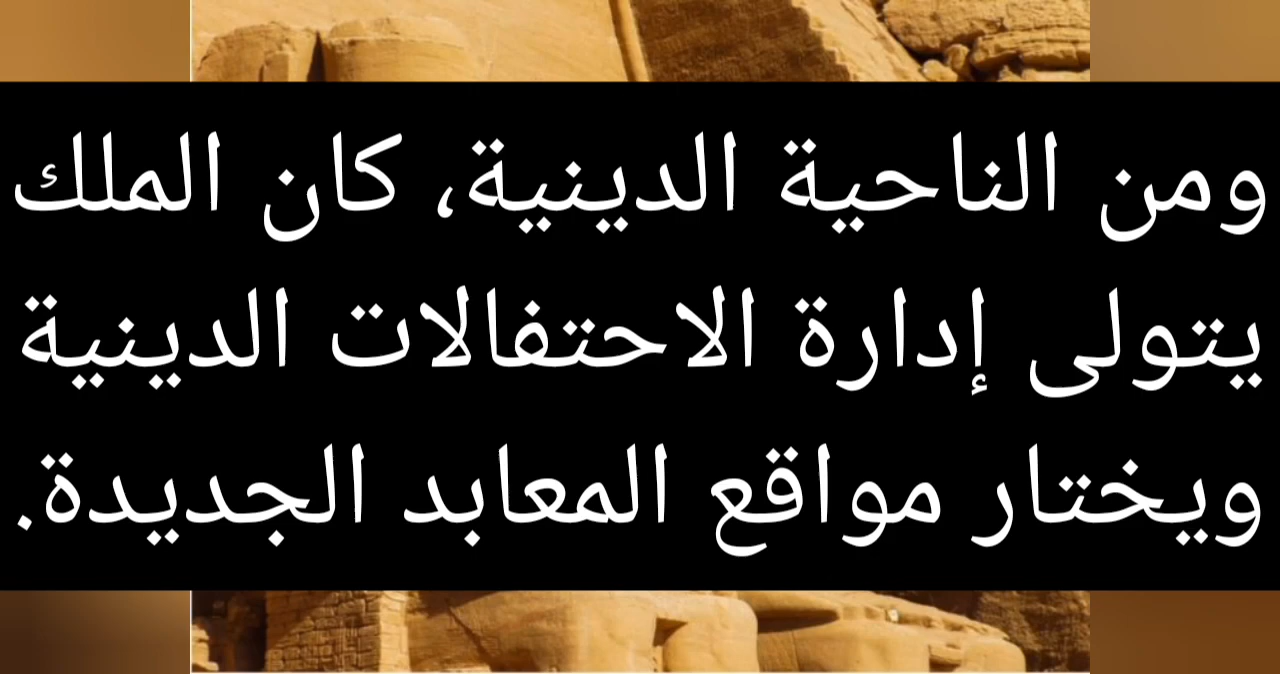 ومن الناحية الدينية، كان الملك
يتولى إدارة الاحتفالات الدينية
ويختار مواقع المعابد الجديدة.